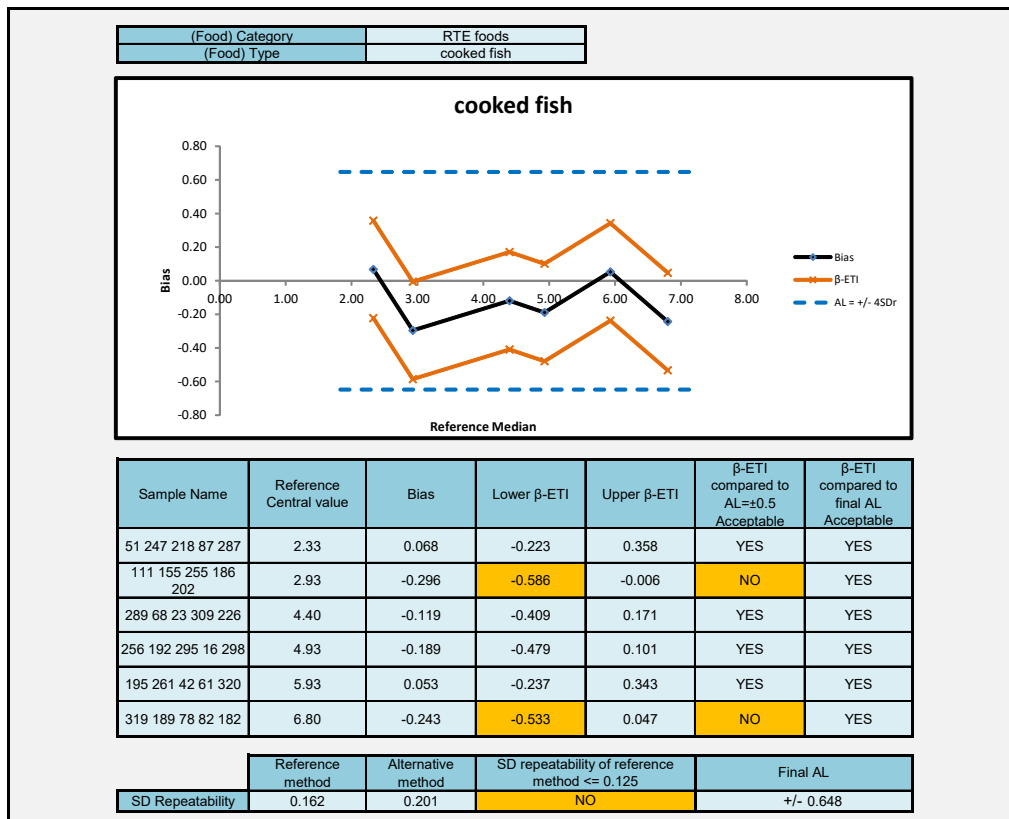 (Food) Category RTE foods
(Food) Type cooked fish
cooked fish
0.80
0.60
0.40
0.20
0.00
-0.20
-0.40
-0.60
-0.80
0.00 1.00 2.00 3.00 4.00 5.00 6.00 7.00 8.00
Bias
Reference Median
Bias
β-ETI
AL = +/- 4SDr
Sample Name Reference Central value Bias Lower β-ETI Upper β-ETI β-ETI compared to AL=±0.5 Acceptable β-ETI compared to final AL Acceptable
51 247 218 87 287 2.33 0.068 -0.223 0.358 YES YES
111 155 255 186 202 2.93 -0.296 -0.586 -0.006 NO YES
289 68 23 309 226 4.40 -0.119 -0.409 0.171 YES YES
256 192 295 16 298 4.93 -0.189 -0.479 0.101 YES YES
195 261 42 61 320 5.93 0.053 -0.237 0.343 YES YES
319 189 78 82 182 6.80 -0.243 -0.533 0.047 NO YES
Reference method Alternative method SD repeatability of reference method <= 0.125 Final AL
SD Repeatability 0.162 0.201 NO +/- 0.648